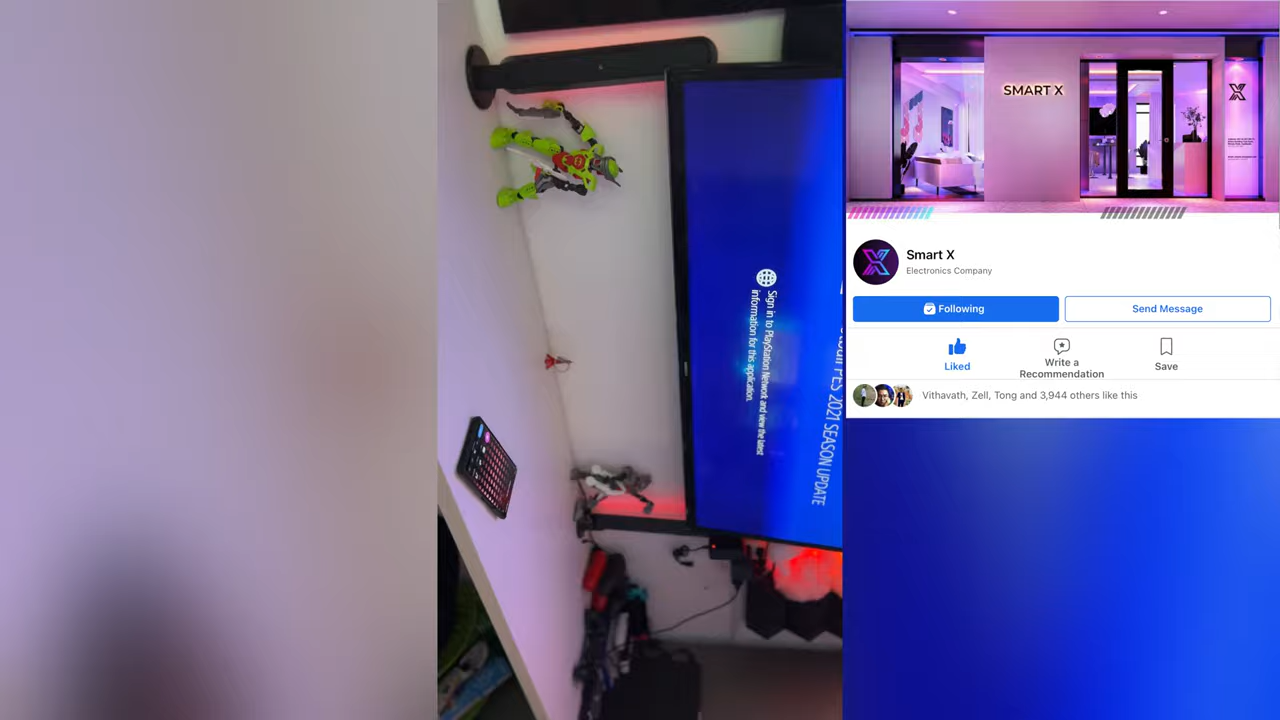 Sign in to PlayStation Network and view the latest
information for this application.
PES 2021 SEASON UPDATE
SMART X
X
Smart X
Electronics Company
Following
Send Message
Liked
Write a
Recommendation
Save
Vithavath, Zell, Tong and 3,944 others like this